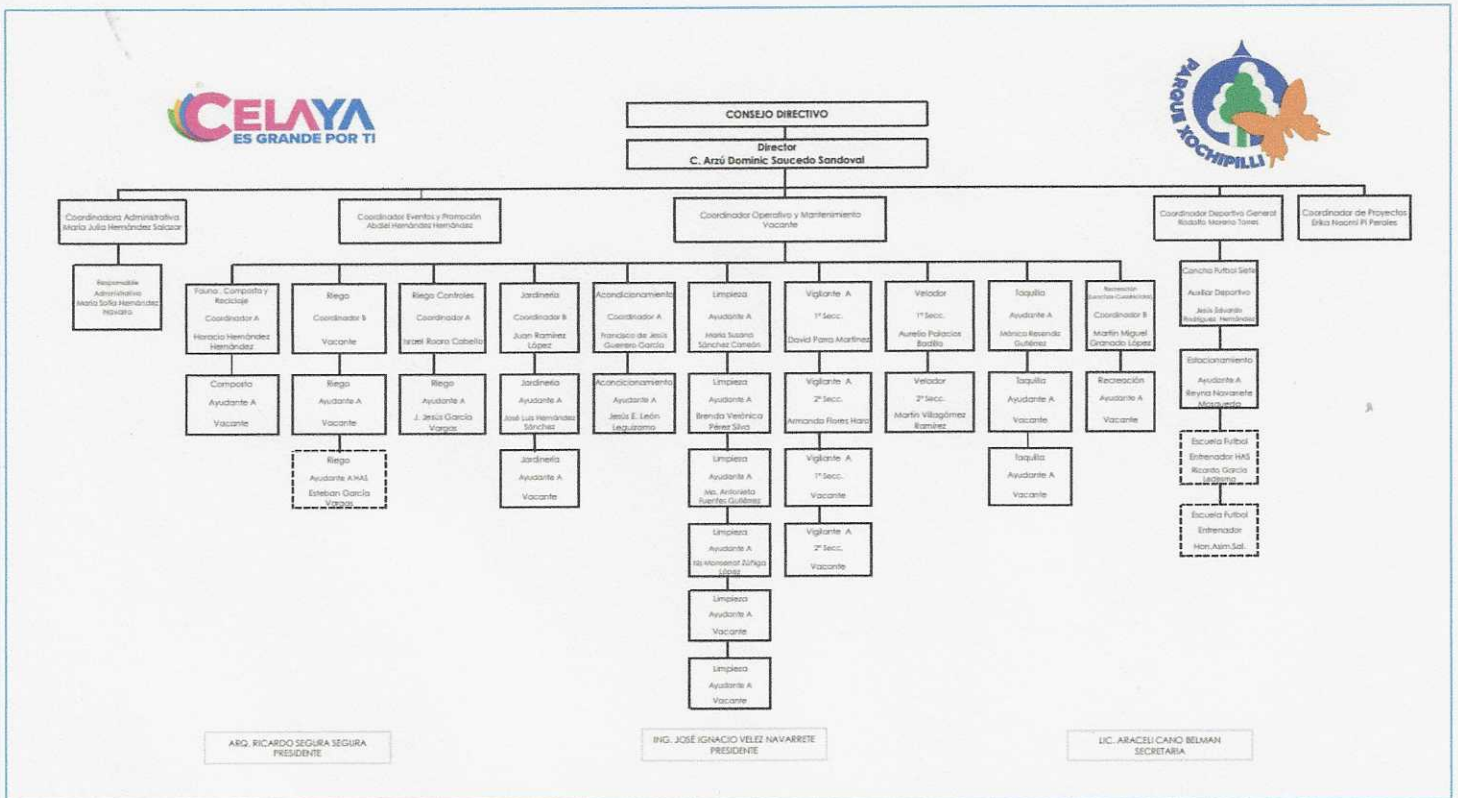 CELAYA
ES GRANDE POR TI
PARQUE XOCHIPILLI
CONSEJO DIRECTIVO
Director
C. Arzú Dominic Saucedo Sandoval
Coordinadora Administrativa
María Julia Hernández Salazar
Coordinador Eventos y Promoción
Abdiel Hernández Hernández
Coordinador Operativo y Mantenimiento
Vacante
Coordinador Deportivo General
Rodolfo Moreno Torres
Coordinador de Proyectos
Erika Naomi Pi Perales
Responsable
Administrativo
María Sofía Hernández
Navarro
Fauna , Composta y
Reciclaje
Coordinador A
Horacio Hernández
Hernández
Riego
Coordinador B
Vacante
Riego Controles
Coordinador A
Israel Roaro Cabello
Jardinería
Coordinador B
Juan Ramírez
López
Acondicionamiento
Coordinador A
Francisco de Jesús
Guerrero García
Limpieza
Ayudante A
María Susana
Sánchez
Vigilante A
1ª Secc.
David Parra Martínez
Velador
1ª Secc.
Aurelio Palacios
Badillo
Taquilla
Ayudante A
Mónica Resendiz
Gutiérrez
Recreación
Coordinador B
Martín Miguel
Granado López
Cancha Futbol Siete
Auxiliar Deportivo
Jesús Eduardo
Rodríguez Hernández
Composta
Ayudante A
Vacante
Riego
Ayudante A
Vacante
Riego
Ayudante A
J. Jesús García
Vargas
Jardinería
Ayudante A
José Luis Hernández
Sánchez
Acondicionamiento
Ayudante A
Jesús E. León
Leguizamo
Limpieza
Ayudante A
Brenda Verónica
Pérez Silva
Vigilante A
2ª Secc.
Armando Flores Haro
Velador
2ª Secc.
Martín Villagómez
Ramírez
Taquilla
Ayudante A
Vacante
Recreación
Ayudante A
Vacante
Estacionamiento
Ayudante A
Reyna Navarrete
Mosqueda
Riego
Ayudante A HAS
Esteban García
Vargas
Jardinería
Ayudante A
Vacante
Limpieza
Ayudante A
Ma. Antonieta
Fuentes Gutiérrez
Vigilante A
1ª Secc.
Vacante
Taquilla
Ayudante A
Vacante
Escuela Futbol
Entrenador HAS
Ricardo García
Ledesma
Limpieza
Ayudante A
Monserrat Zúñiga
López
Vigilante A
2ª Secc.
Vacante
Escuela Futbol
Entrenador
Hon.Asim.Sal.
Limpieza
Ayudante A
Vacante
Limpieza
Ayudante A
Vacante
ARQ. RICARDO SEGURA SEGURA
PRESIDENTE
ING. JOSÉ IGNACIO VELEZ NAVARRETE
PRESIDENTE
LIC. ARACELI CANO BELMAN
SECRETARIA